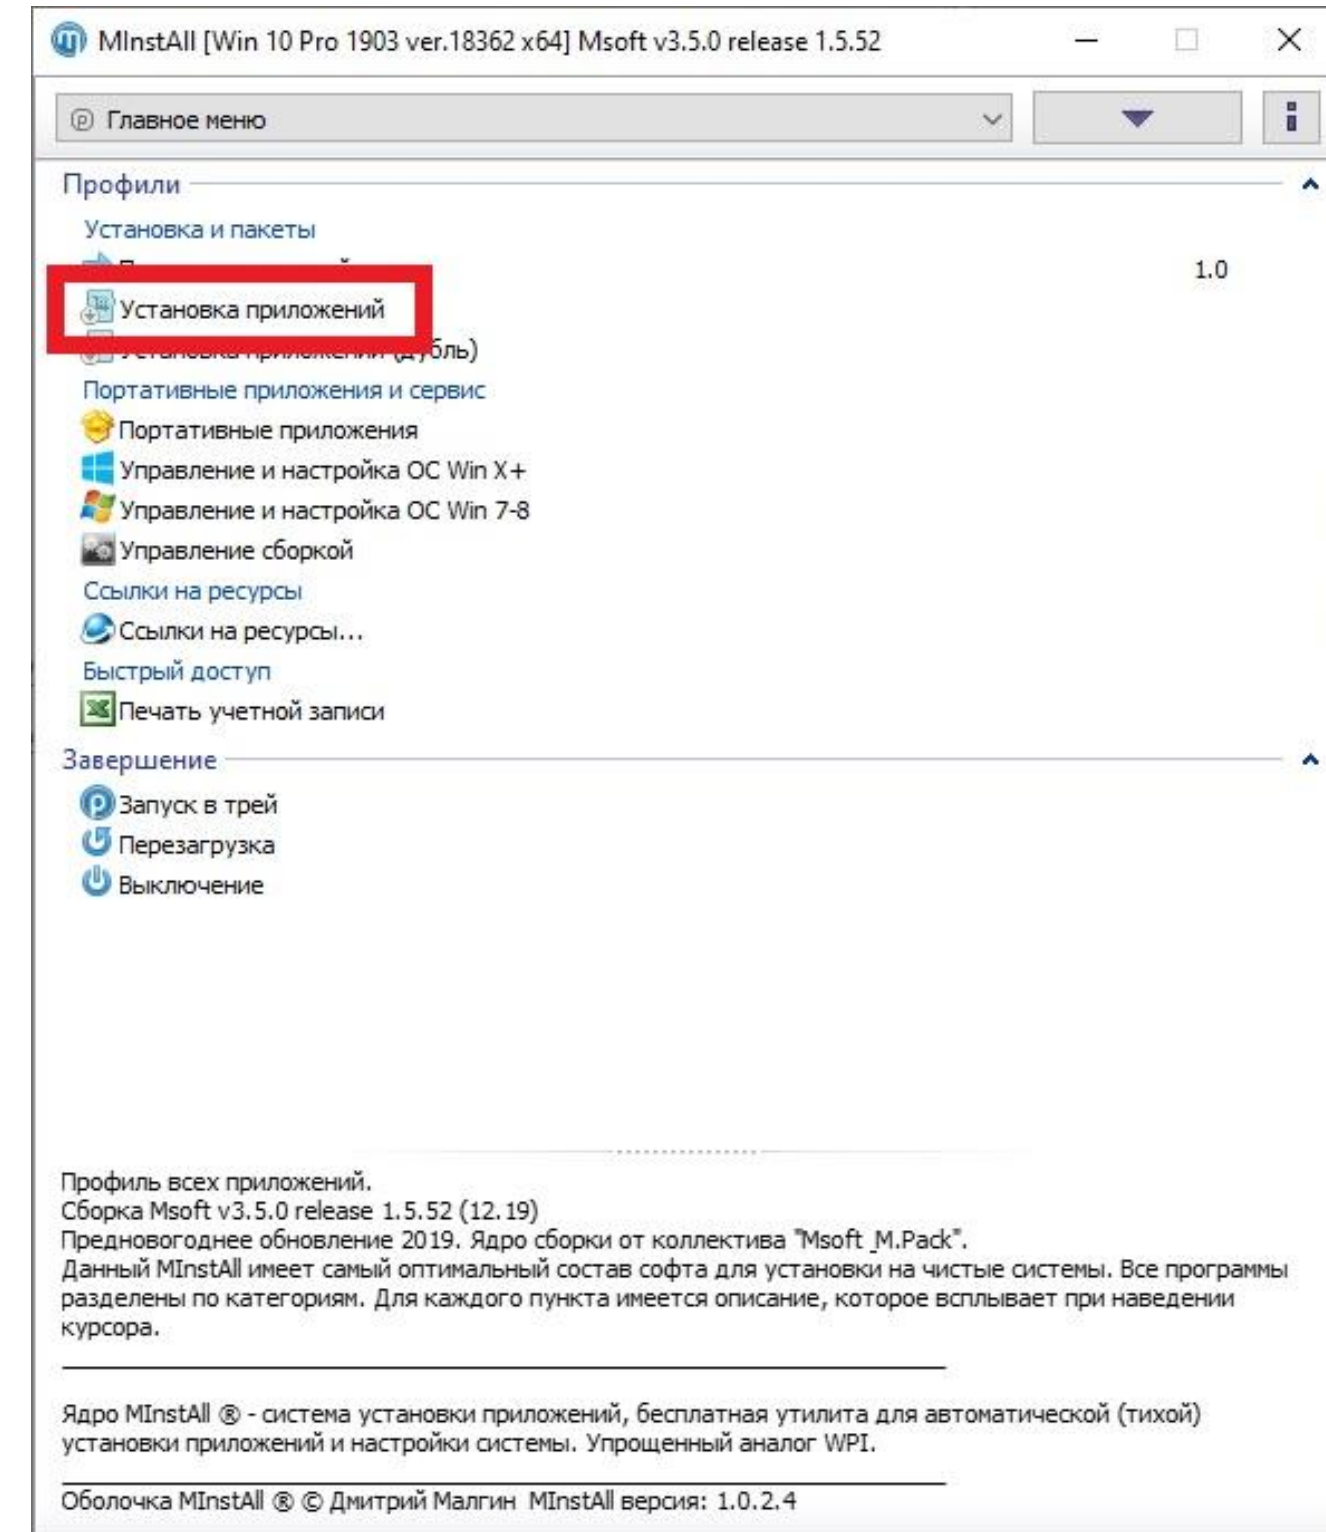 MInstAll [Win 10 Pro 1903 ver.18362 x64] Msoft v3.5.0 release 1.5.52
Главное меню
Профили
Установка и пакеты
1.0
Установка приложений
Установка приложений (дубль)
Портативные приложения и сервис
Портативные приложения
Управление и настройка ОС Win X+
Управление и настройка ОС Win 7-8
Управление сборкой
Ссылки на ресурсы
Ссылки на ресурсы...
Быстрый доступ
Печать учетной записи
Завершение
Запуск в трей
Перезагрузка
Выключение
Профиль всех приложений.
Сборка Msoft v3.5.0 release 1.5.52 (12.19)
Предновогоднее обновление 2019. Ядро сборки от коллектива "Msoft_M.Pack".
Данный MInstAll имеет самый оптимальный состав софта для установки на чистые системы. Все программы
разделены по категориям. Для каждого пункта имеется описание, которое всплывает при наведении
курсора.
Ядро MInstAll ® - система установки приложений, бесплатная утилита для автоматической (тихой)
установки приложений и настройки системы. Упрощенный аналог WPI.
Оболочка MInstAll ® © Дмитрий Малгин MInstAll версия: 1.0.2.4